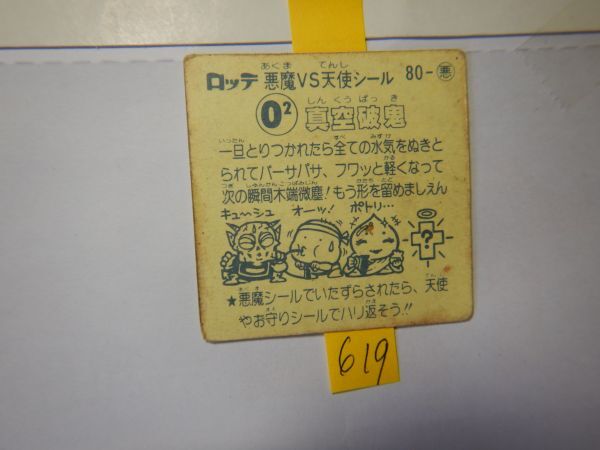 ロッテ 悪魔VS天使シール 80-悪
O² 真空破鬼
一旦とりつかれたら全ての水気をぬきと
られてパーサパサ、フワッと軽くなって
次の瞬間木端微塵!もう形を留めましぇん
キューーシュ オーッ! ポトリ…
?
★悪魔シールでいたずらされたら、天使
やお守りシールでハリ返そう!!
619